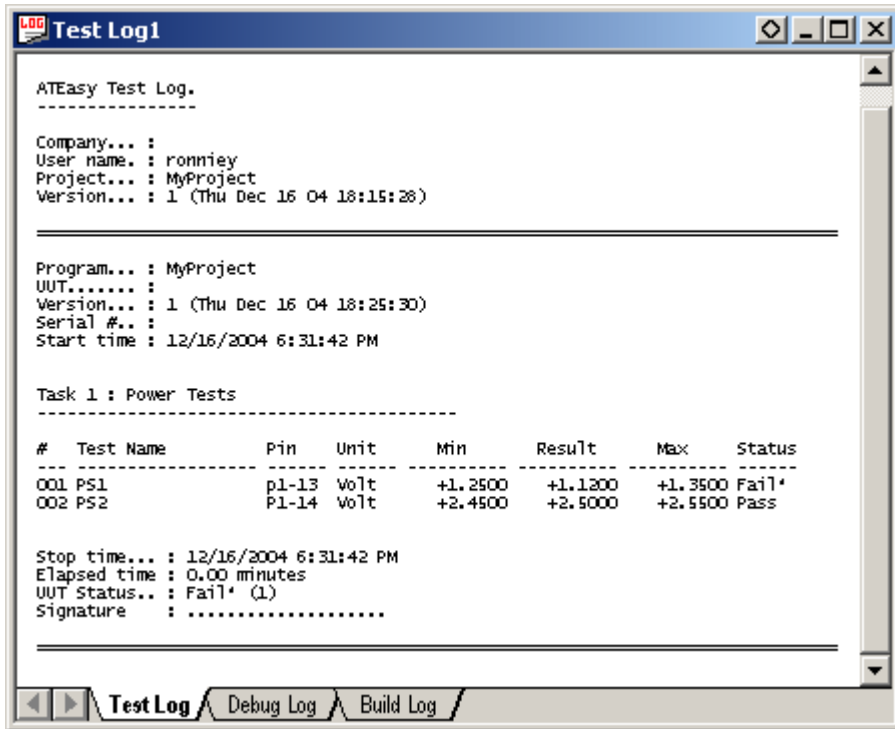 LOG Test Log1
ATEasy Test Log.
----------------
Company... :
User name. : ronniey
Project... : MyProject
Version... : 1 (Thu Dec 16 04 18:15:28)
Program... : MyProject
UUT....... :
Version... : 1 (Thu Dec 16 04 18:25:30)
Serial #.. :
Start time : 12/16/2004 6:31:42 PM
Task 1 : Power Tests
------------------------------------------
# Test Name Pin Unit Min Result Max Status
--- ------------------ ------ ------ ---------- ---------- ---------- ------
001 PS1 p1-13 Volt +1.2500 +1.1200 +1.3500 Fail*
002 PS2 P1-14 Volt +2.4500 +2.5000 +2.5500 Pass
Stop time... : 12/16/2004 6:31:42 PM
Elapsed time : 0.00 minutes
UUT Status.. : Fail* (1)
Signature : ....................
Test Log Debug Log Build Log